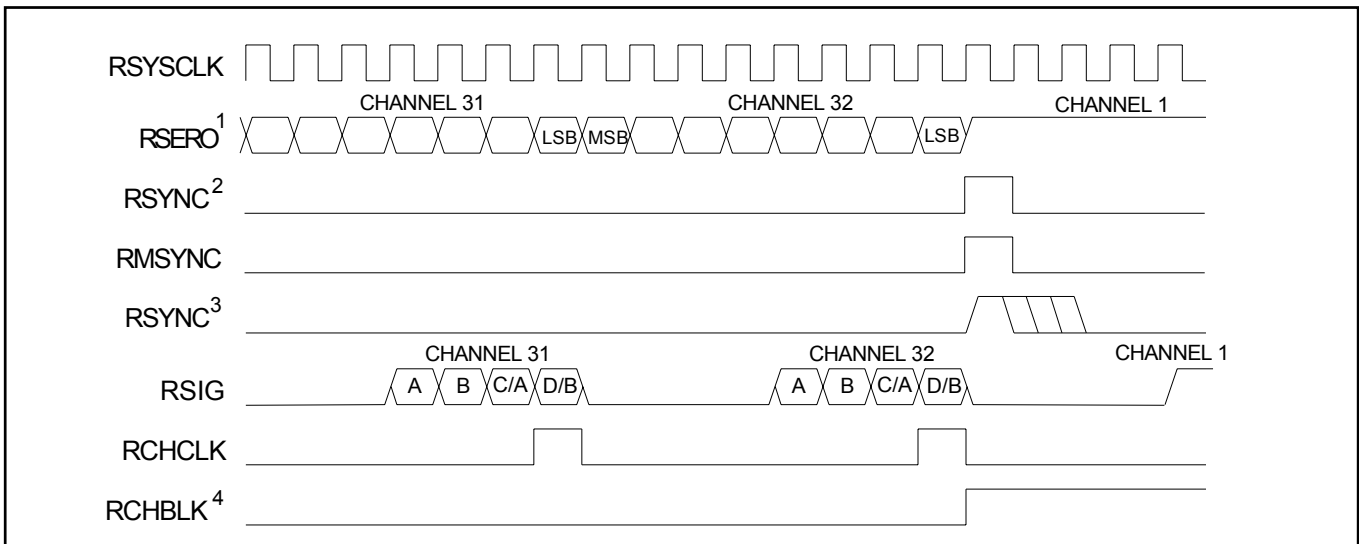 RSYSCLK
CHANNEL 31 CHANNEL 32 CHANNEL 1
RSERO1 LSB MSB LSB
RSYNC2
RMSYNC
RSYNC3
CHANNEL 31 CHANNEL 32 CHANNEL 1
RSIG A B C/A D/B A B C/A D/B
RCHCLK
RCHBLK4